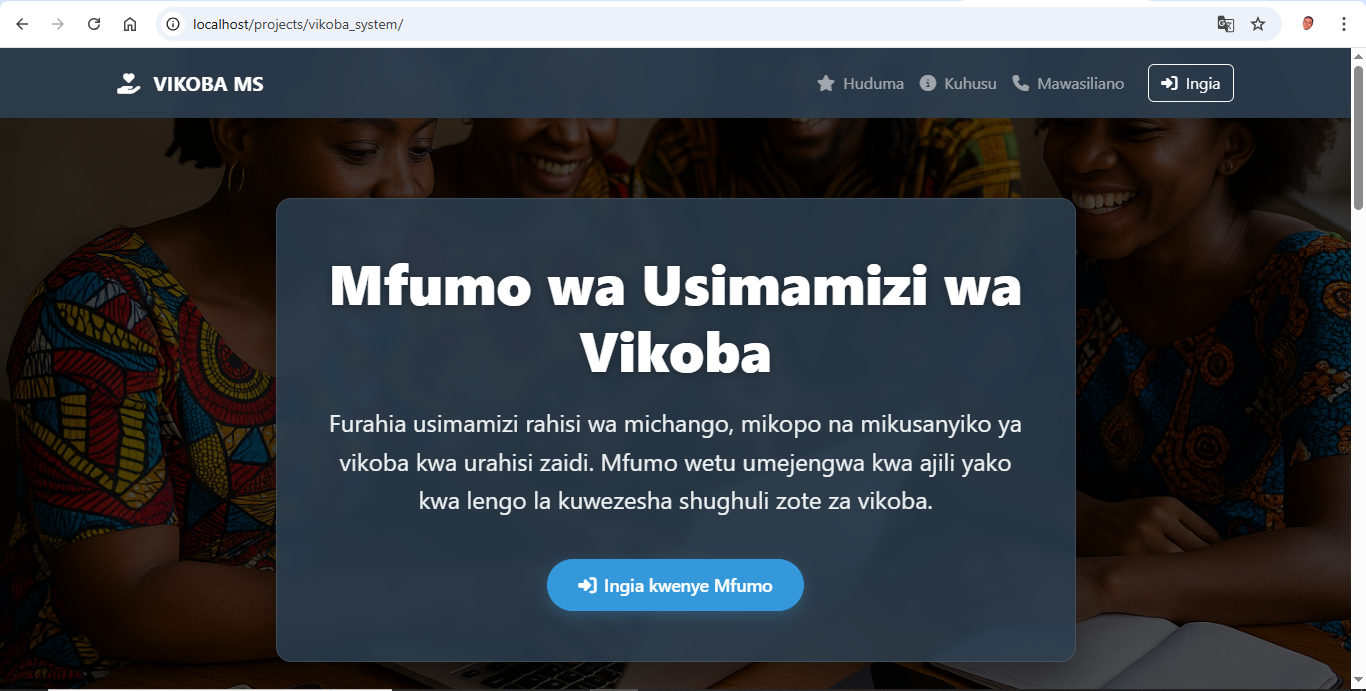 localhost/projects/vikoba_system/
VIKOBA MS
Huduma
Kuhusu
Mawasiliano
Ingia
Mfumo wa Usimamizi wa
Vikoba
Furahia usimamizi rahisi wa michango, mikopo na mikusanyiko ya
vikoba kwa urahisi zaidi. Mfumo wetu umejengwa kwa ajili yako
kwa lengo la kuwezesha shughuli zote za vikoba.
Ingia kwenye Mfumo